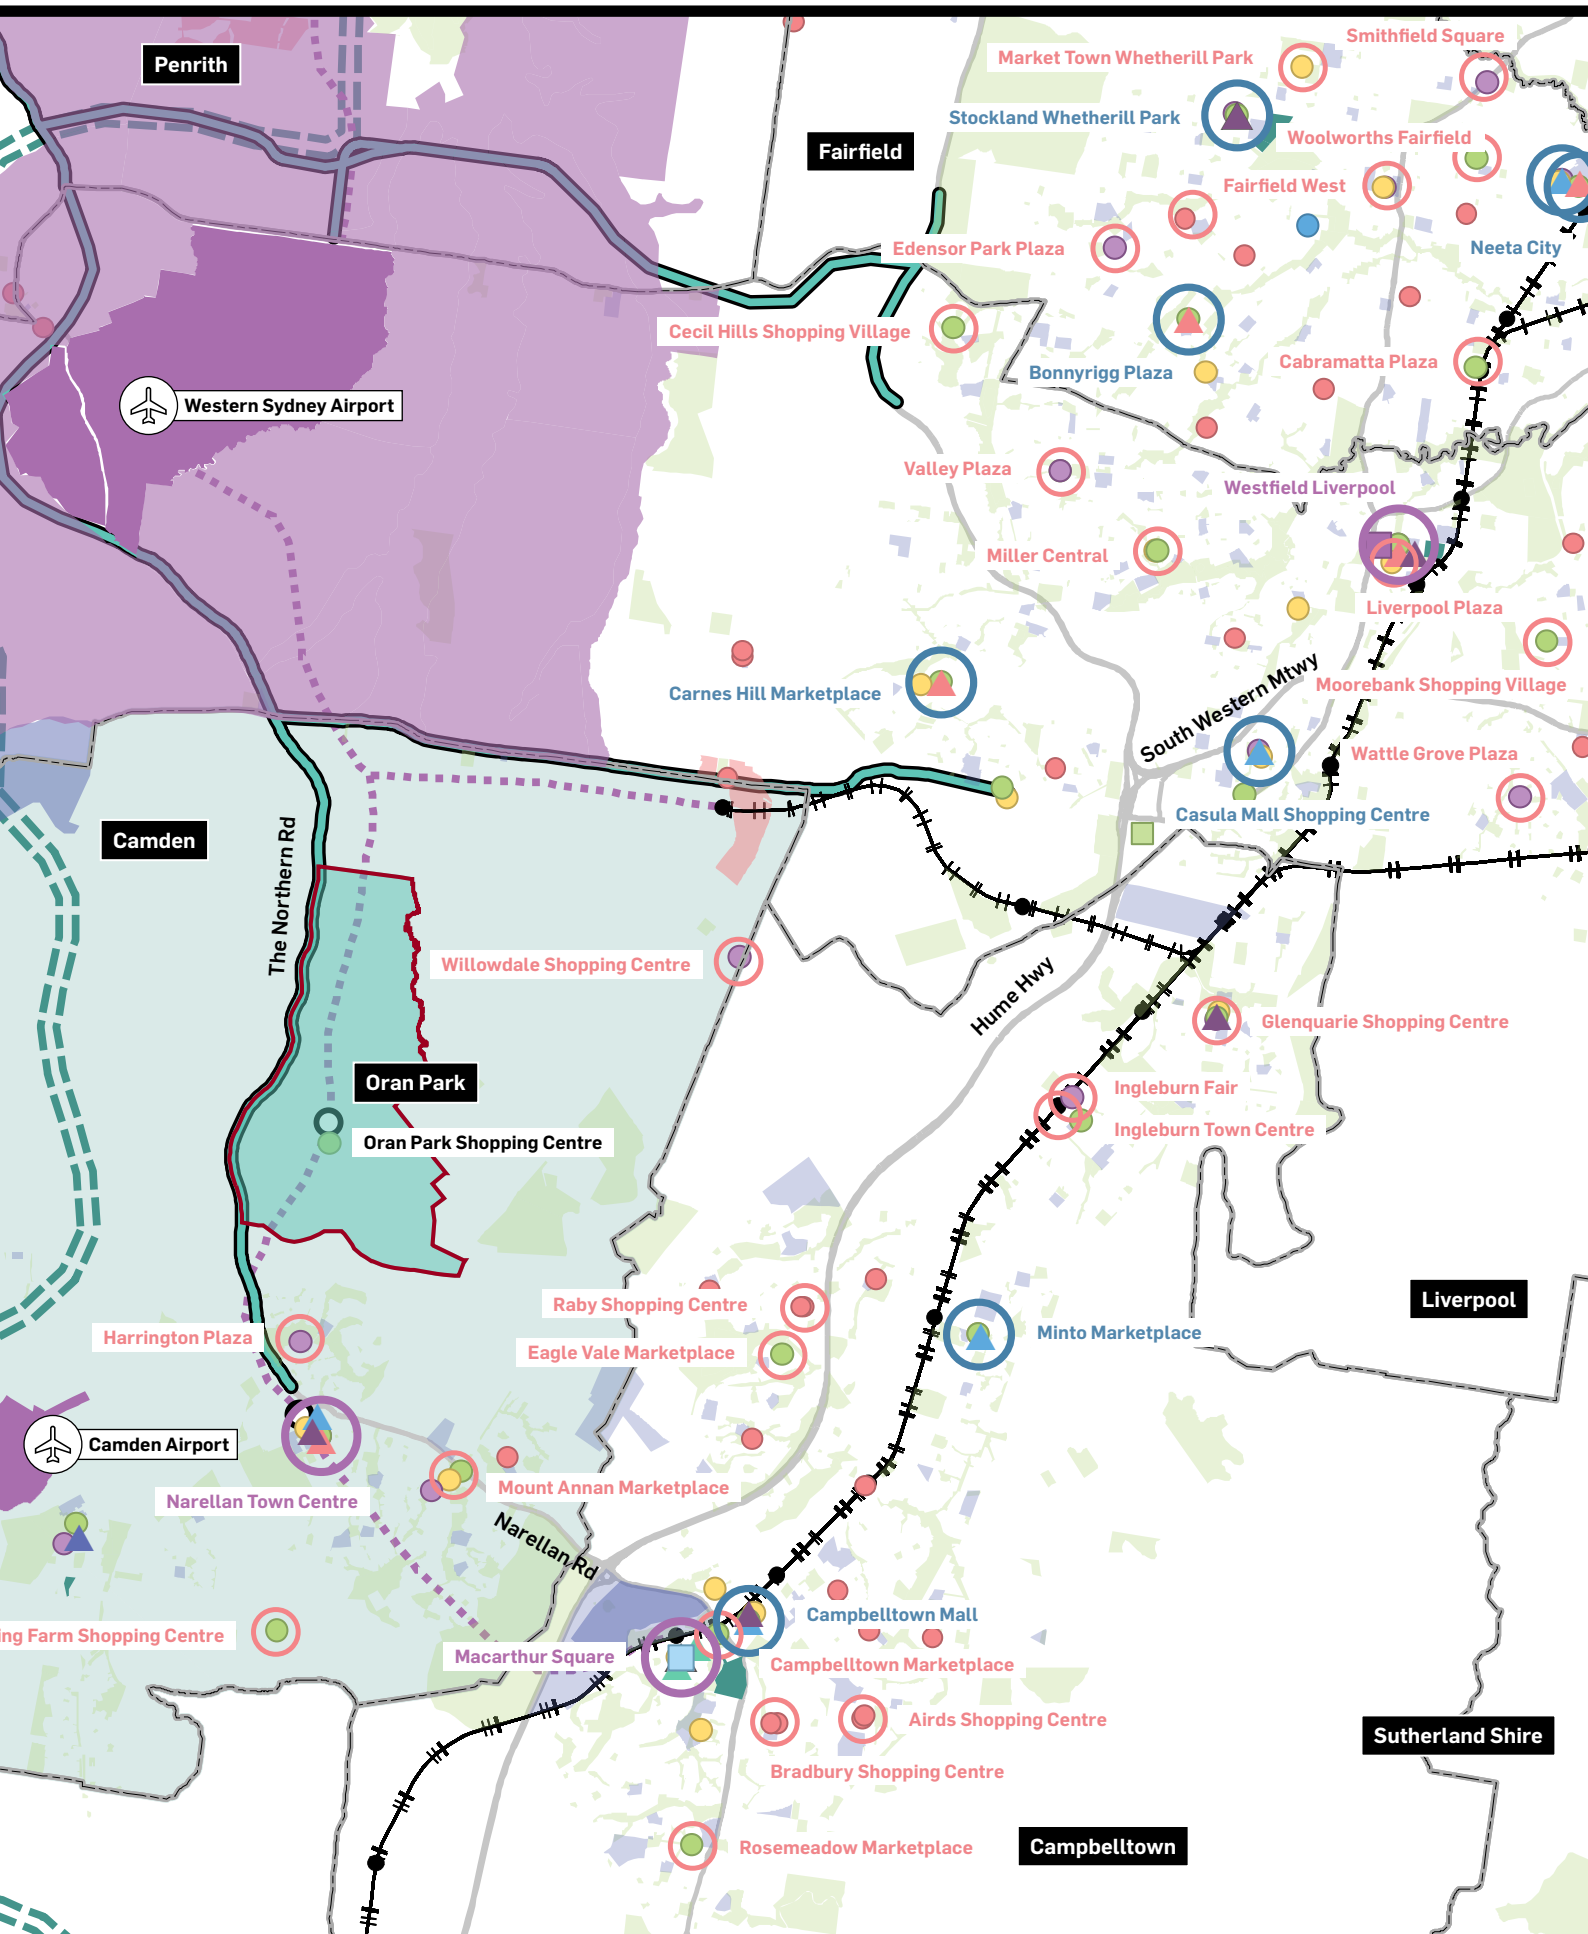 Smithfield Square
Market Town Whetherill Park
Penrith
Stockland Whetherill Park
Woolworths Fairfield
Fairfield
Fairfield West
Edensor Park Plaza
Neeta City
Cecil Hills Shopping Village
Cabramatta Plaza
Bonnyrigg Plaza
Western Sydney Airport
Valley Plaza
Westfield Liverpool
Miller Central
Liverpool Plaza
Moorebank Shopping Village
Carnes Hill Marketplace
South Western Mtwy
Wattle Grove Plaza
Casula Mall Shopping Centre
Camden
The Northern Rd
Willowdale Shopping Centre
Hume Hwy
Glenquarie Shopping Centre
Oran Park
Ingleburn Fair
Ingleburn Town Centre
Oran Park Shopping Centre
Liverpool
Raby Shopping Centre
Minto Marketplace
Harrington Plaza
Eagle Vale Marketplace
Camden Airport
Mount Annan Marketplace
Narellan Town Centre
Narellan Rd
Campbelltown Mall
ing Farm Shopping Centre
Macarthur Square
Campbelltown Marketplace
Airds Shopping Centre
Sutherland Shire
Bradbury Shopping Centre
Rosemeadow Marketplace
Campbelltown